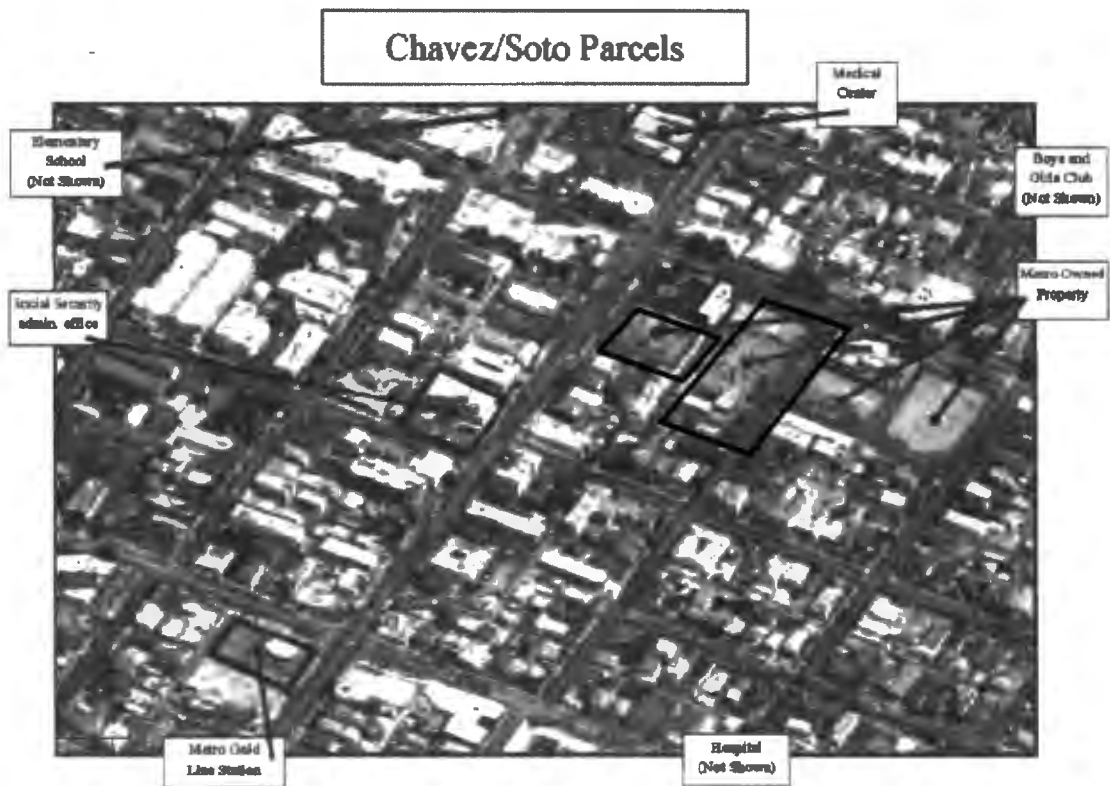 Chavez/Soto Parcels
Medical
Center
Elementary
School
(Not Shown)
Boys and
Girls Club
(Not Shown)
Metro-Owned
Property
Social Security
admin. office
Metro Gold
Line Station
Hospital
(Not Shown)